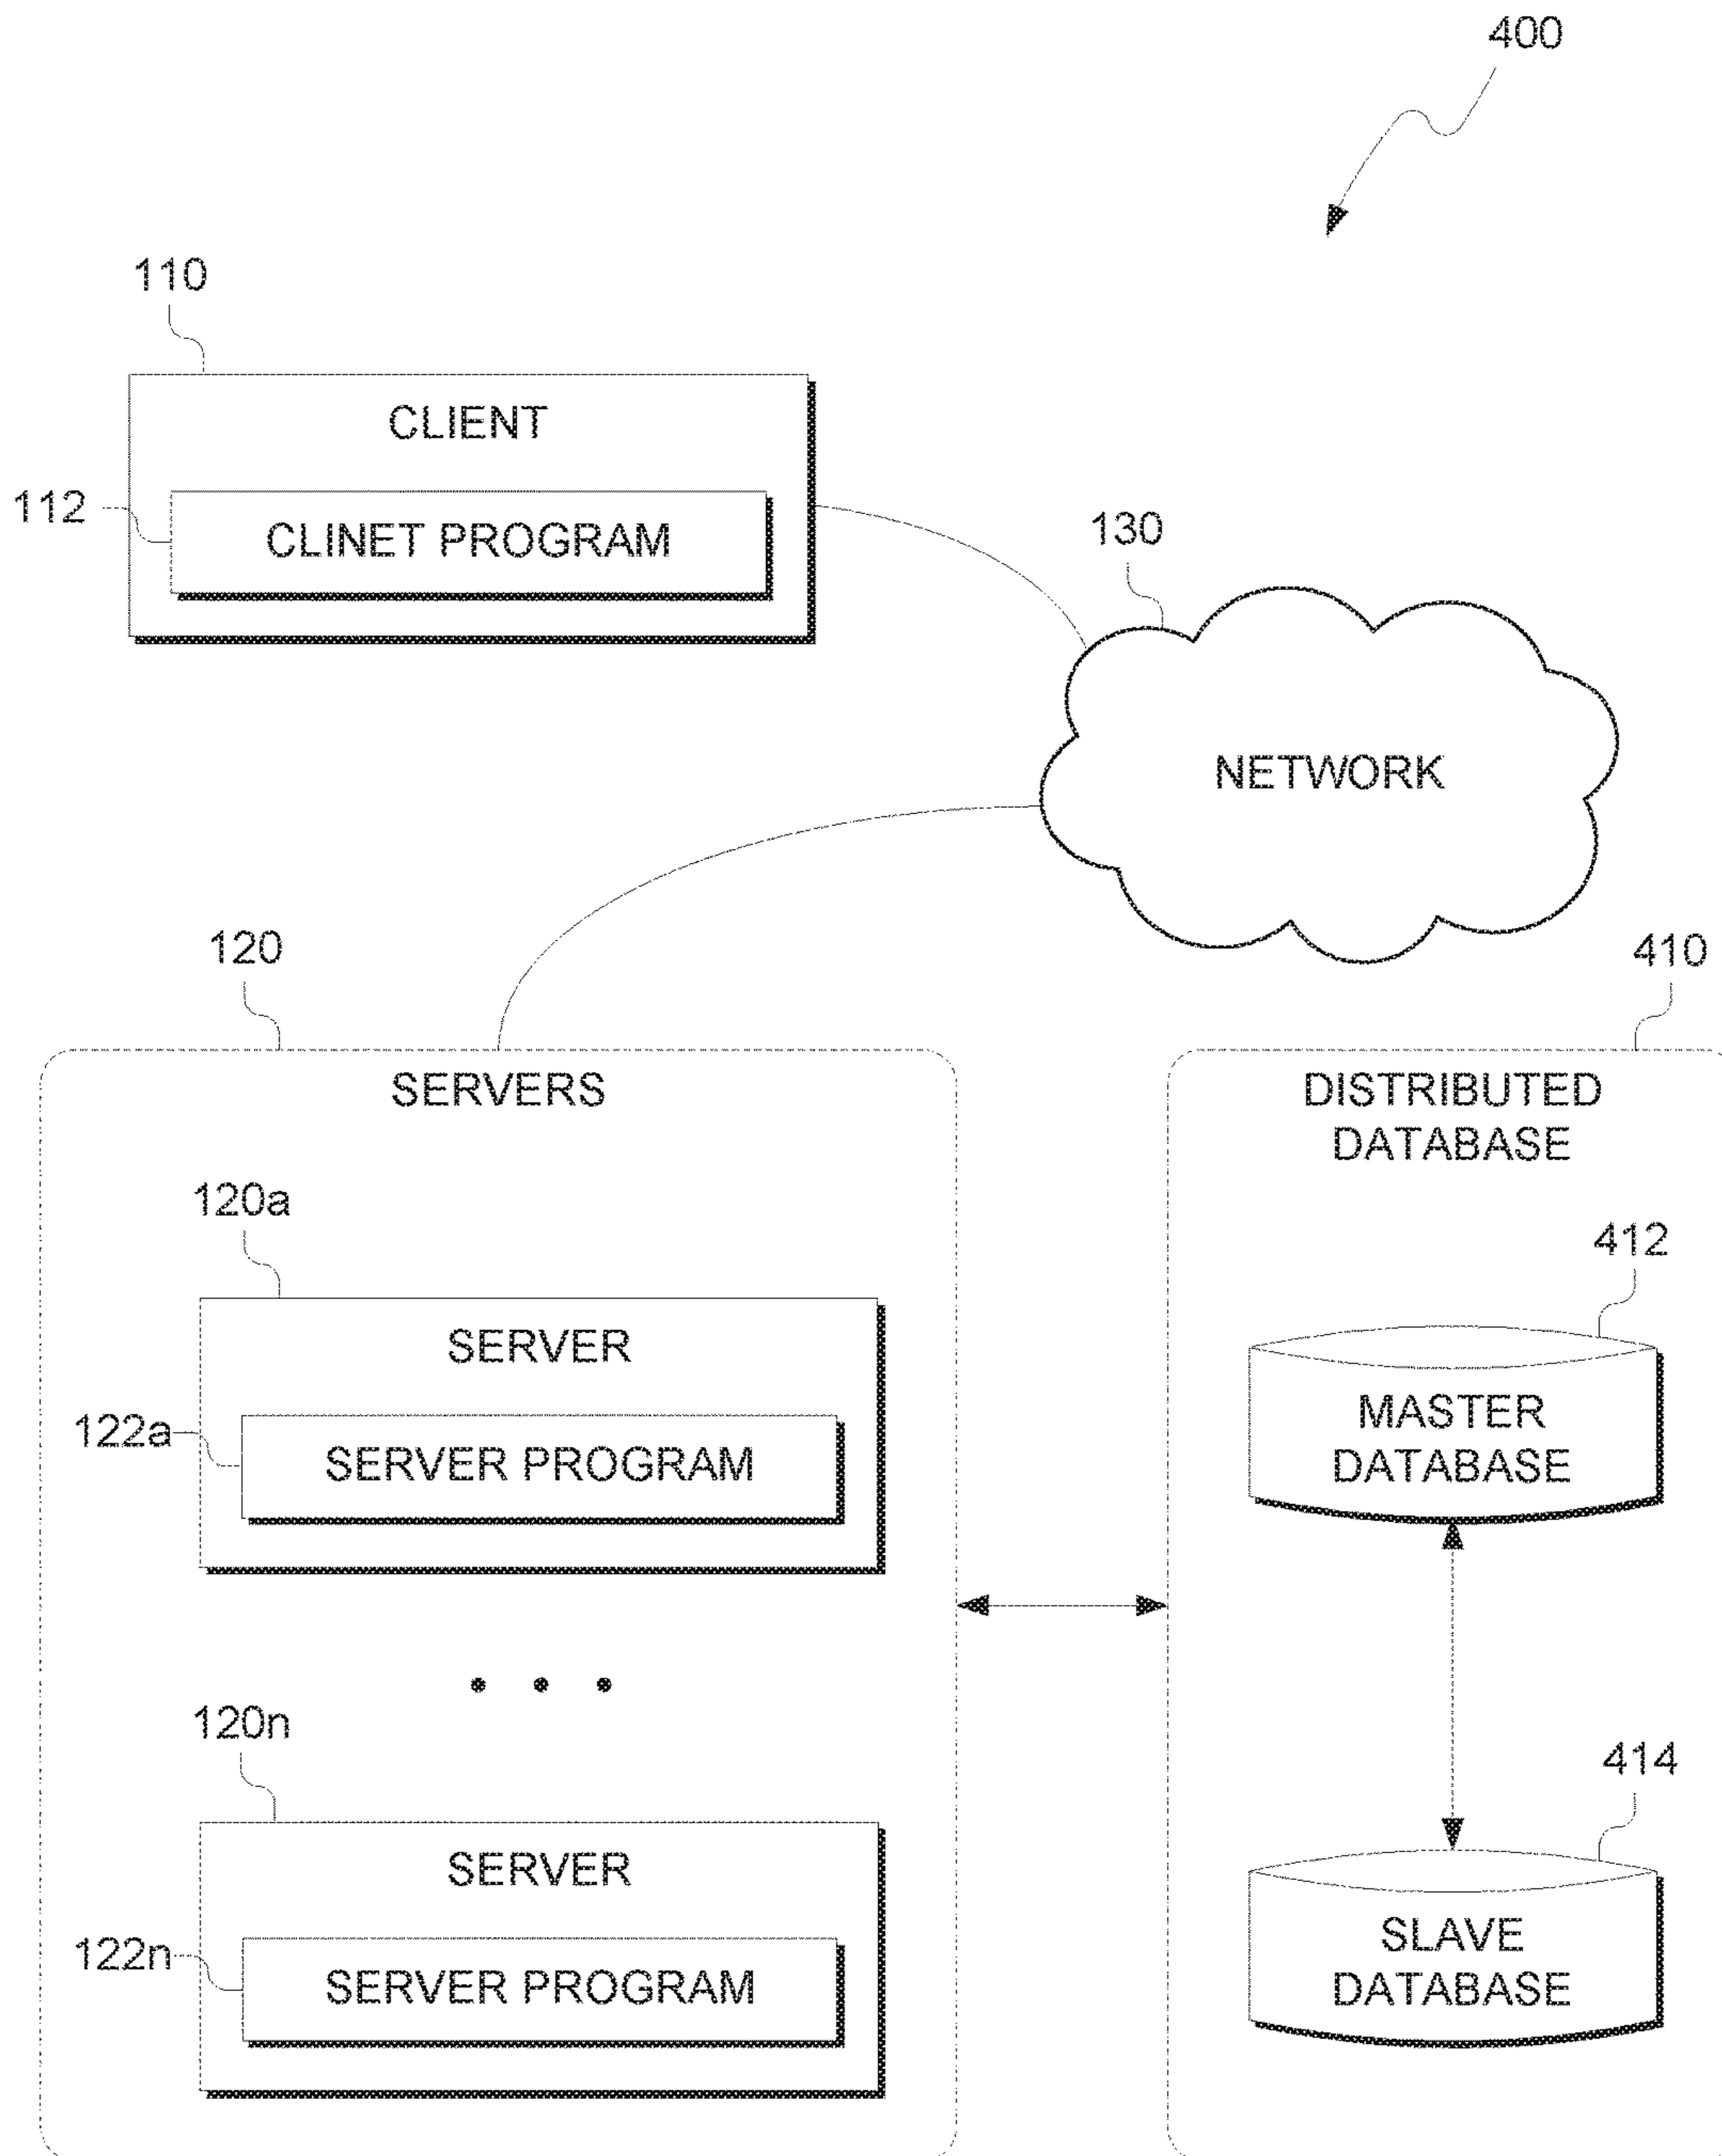 400
110
CLIENT
112
CLINET PROGRAM
130
NETWORK
120
410
SERVERS
DISTRIBUTED
DATABASE
120a
412
SERVER
122a
SERVER PROGRAM
MASTER
DATABASE
120n
414
SERVER
122n
SERVER PROGRAM
SLAVE
DATABASE